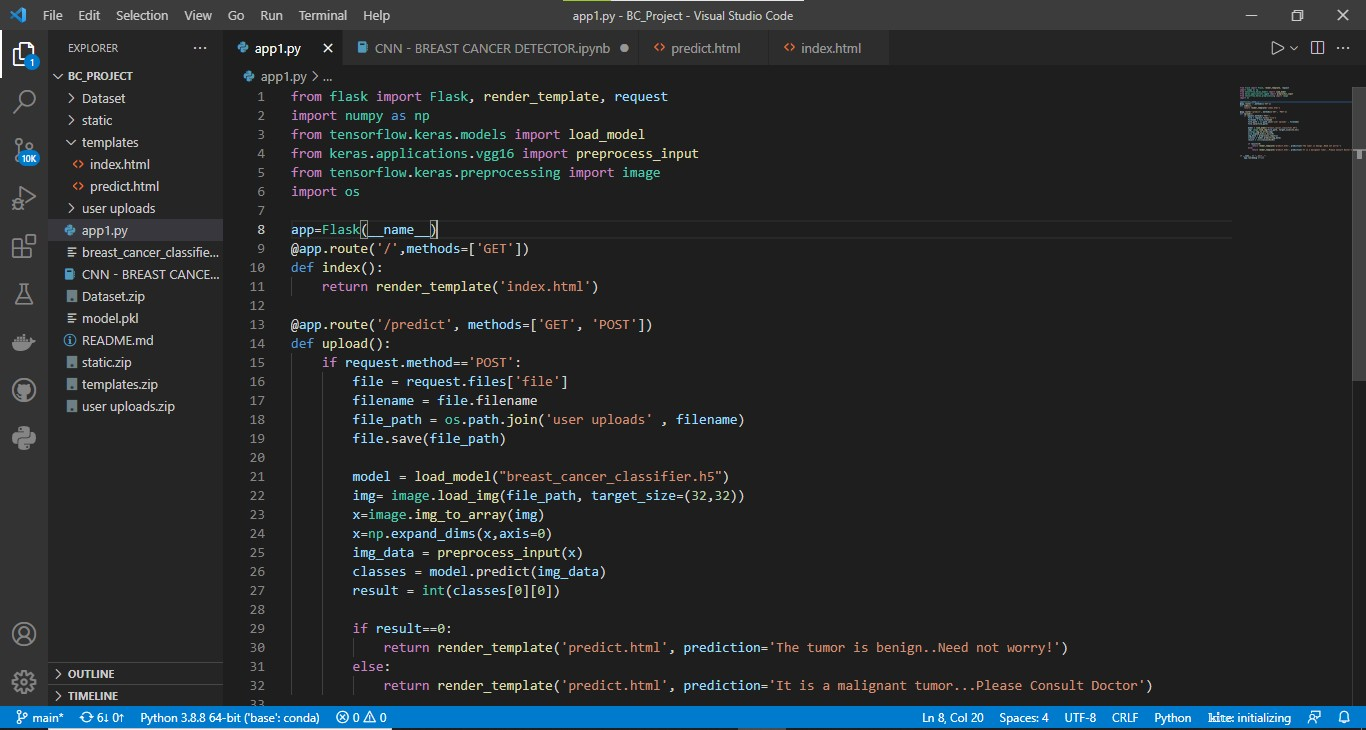 File Edit Selection View Go Run Terminal Help
app1.py - BC_Project - Visual Studio Code
EXPLORER
1
10K
BC_PROJECT
Dataset
static
templates
index.html
predict.html
user uploads
app1.py
breast_cancer_classifie...
CNN - BREAST CANCE...
Dataset.zip
model.pkl
README.md
static.zip
templates.zip
user uploads.zip
OUTLINE
TIMELINE
app1.py CNN - BREAST CANCER DETECTOR.ipynb predict.html index.html
app1.py > ...
1 from flask import Flask, render_template, request
2 import numpy as np
3 from tensorflow.keras.models import load_model
4 from keras.applications.vgg16 import preprocess_input
5 from tensorflow.keras.preprocessing import image
6 import os
7
8 app=Flask(__name__)
9 @app.route('/',methods=['GET'])
10 def index():
11     return render_template('index.html')
12
13 @app.route('/predict', methods=['GET', 'POST'])
14 def upload():
15     if request.method=='POST':
16         file = request.files['file']
17         filename = file.filename
18         file_path = os.path.join('user uploads' , filename)
19         file.save(file_path)
20
21         model = load_model("breast_cancer_classifier.h5")
22         img= image.load_img(file_path, target_size=(32,32))
23         x=image.img_to_array(img)
24         x=np.expand_dims(x,axis=0)
25         img_data = preprocess_input(x)
26         classes = model.predict(img_data)
27         result = int(classes[0][0])
28
29         if result==0:
30             return render_template('predict.html', prediction='The tumor is benign..Need not worry!')
31         else:
32             return render_template('predict.html', prediction='It is a malignant tumor...Please Consult Doctor')
33
main* 6↓ 0↑ Python 3.8.8 64-bit ('base': conda) 0 0 Ln 8, Col 20 Spaces: 4 UTF-8 CRLF Python kite: initializing